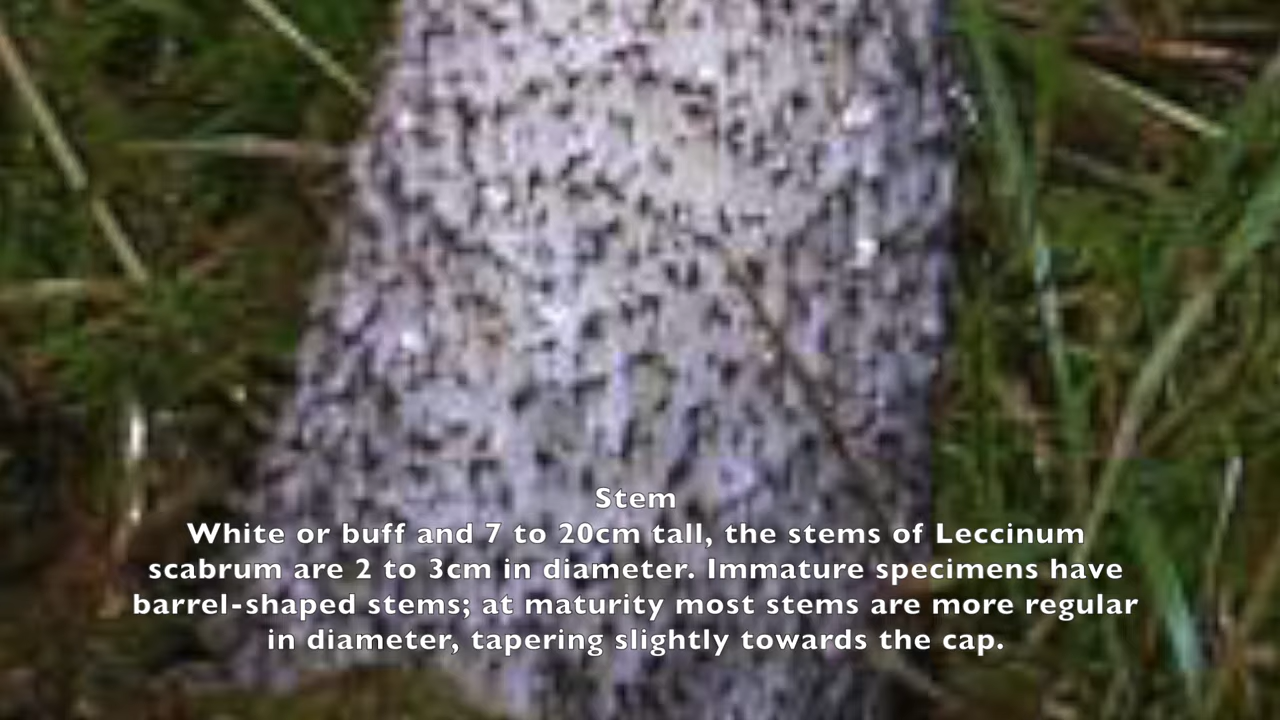 Stem
White or buff and 7 to 20cm tall, the stems of Leccinum
scabrum are 2 to 3cm in diameter. Immature specimens have
barrel-shaped stems; at maturity most stems are more regular
in diameter, tapering slightly towards the cap.